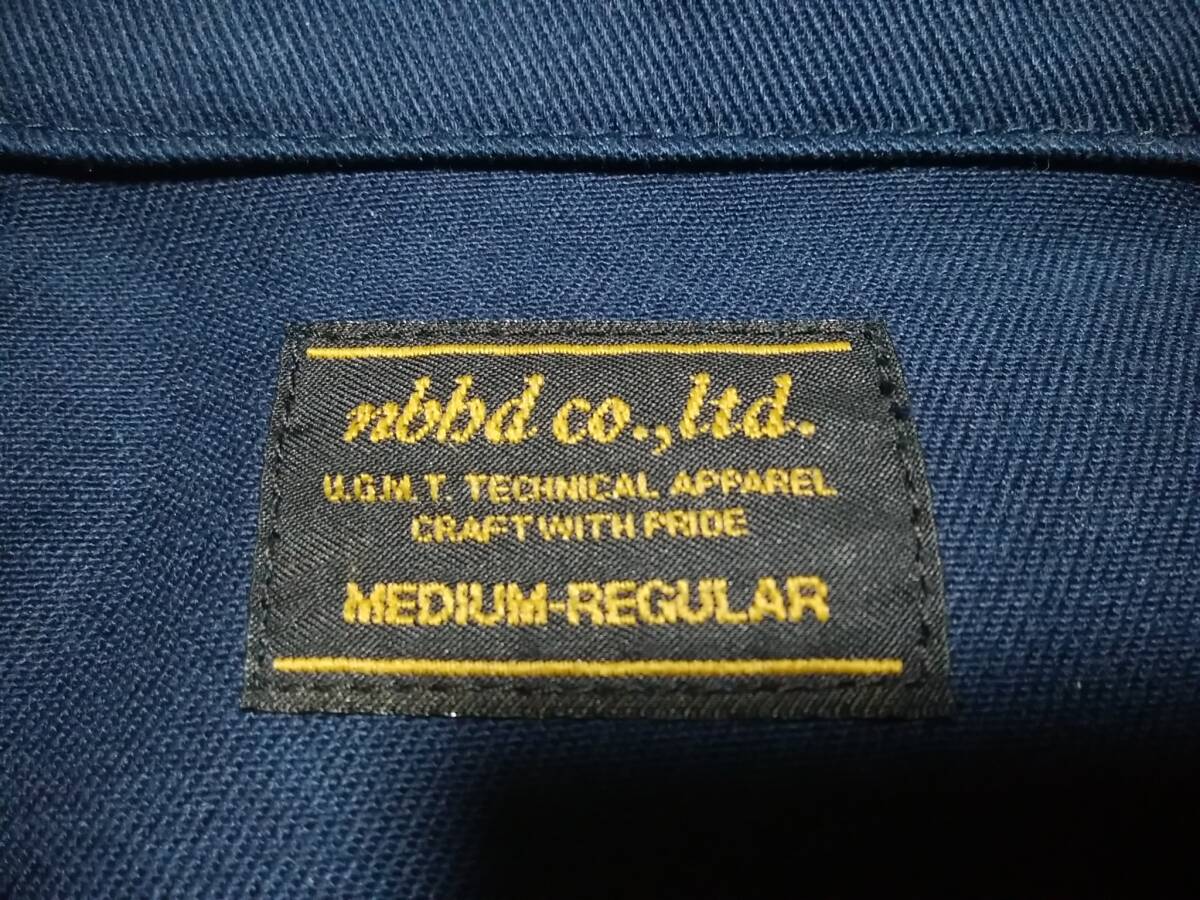 nbbd co.,ltd.
U.G.M.T. TECHNICAL APPAREL
CRAFT WITH PRIDE
MEDIUM-REGULAR